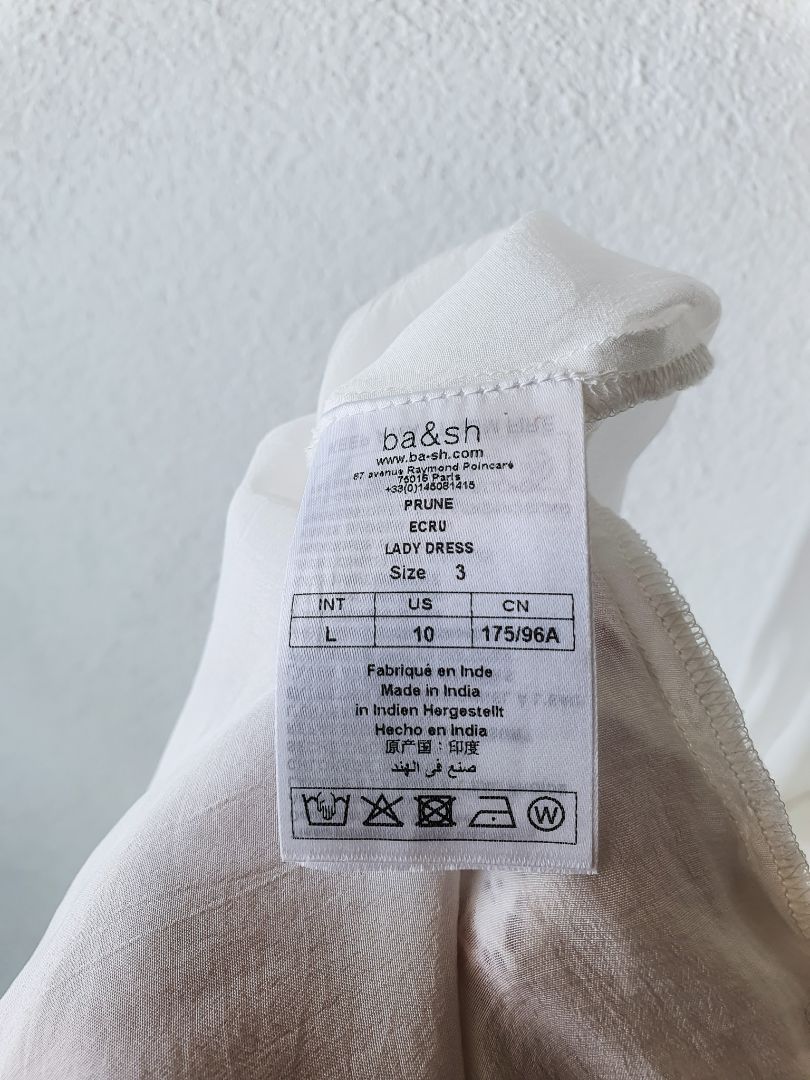 ba&sh
www.ba-sh.com
67 avenue Raymond Poincaré
75016 Paris
+33(0)145081415
PRUNE
ECRU
LADY DRESS
Size 3
INT US CN
L 10 175/96A
Fabriqué en Inde
Made in India
in Indien Hergestellt
Hecho en India
原产国：印度
صنع في الهند
W